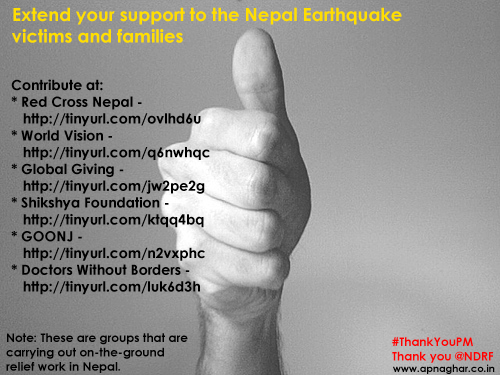 Extend your support to the Nepal Earthquake
victims and families
Contribute at:
* Red Cross Nepal -
http://tinyurl.com/ovlhd6u
* World Vision -
http://tinyurl.com/q6nwhqc
* Global Giving -
http://tinyurl.com/jw2pe2g
* Shikshya Foundation -
http://tinyurl.com/ktqq4bq
* GOONJ -
http://tinyurl.com/n2vxphc
* Doctors Without Borders -
http://tinyurl.com/luk6d3h
Note: These are groups that are
carrying out on-the-ground
relief work in Nepal.
#ThankYouPM
Thank you @NDRF
www.apnaghar.co.in